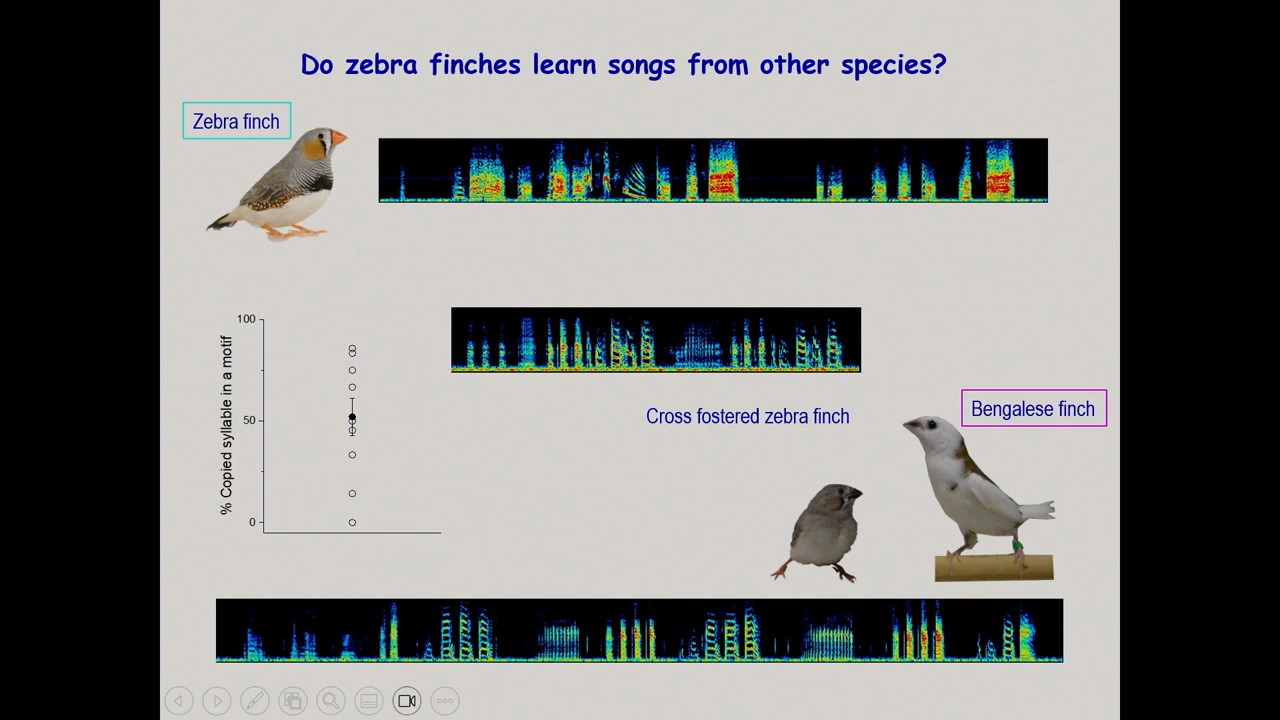 Do zebra finches learn songs from other species?
Zebra finch
100
50
0
% Copied syllable in a motif
Cross fostered zebra finch
Bengalese finch